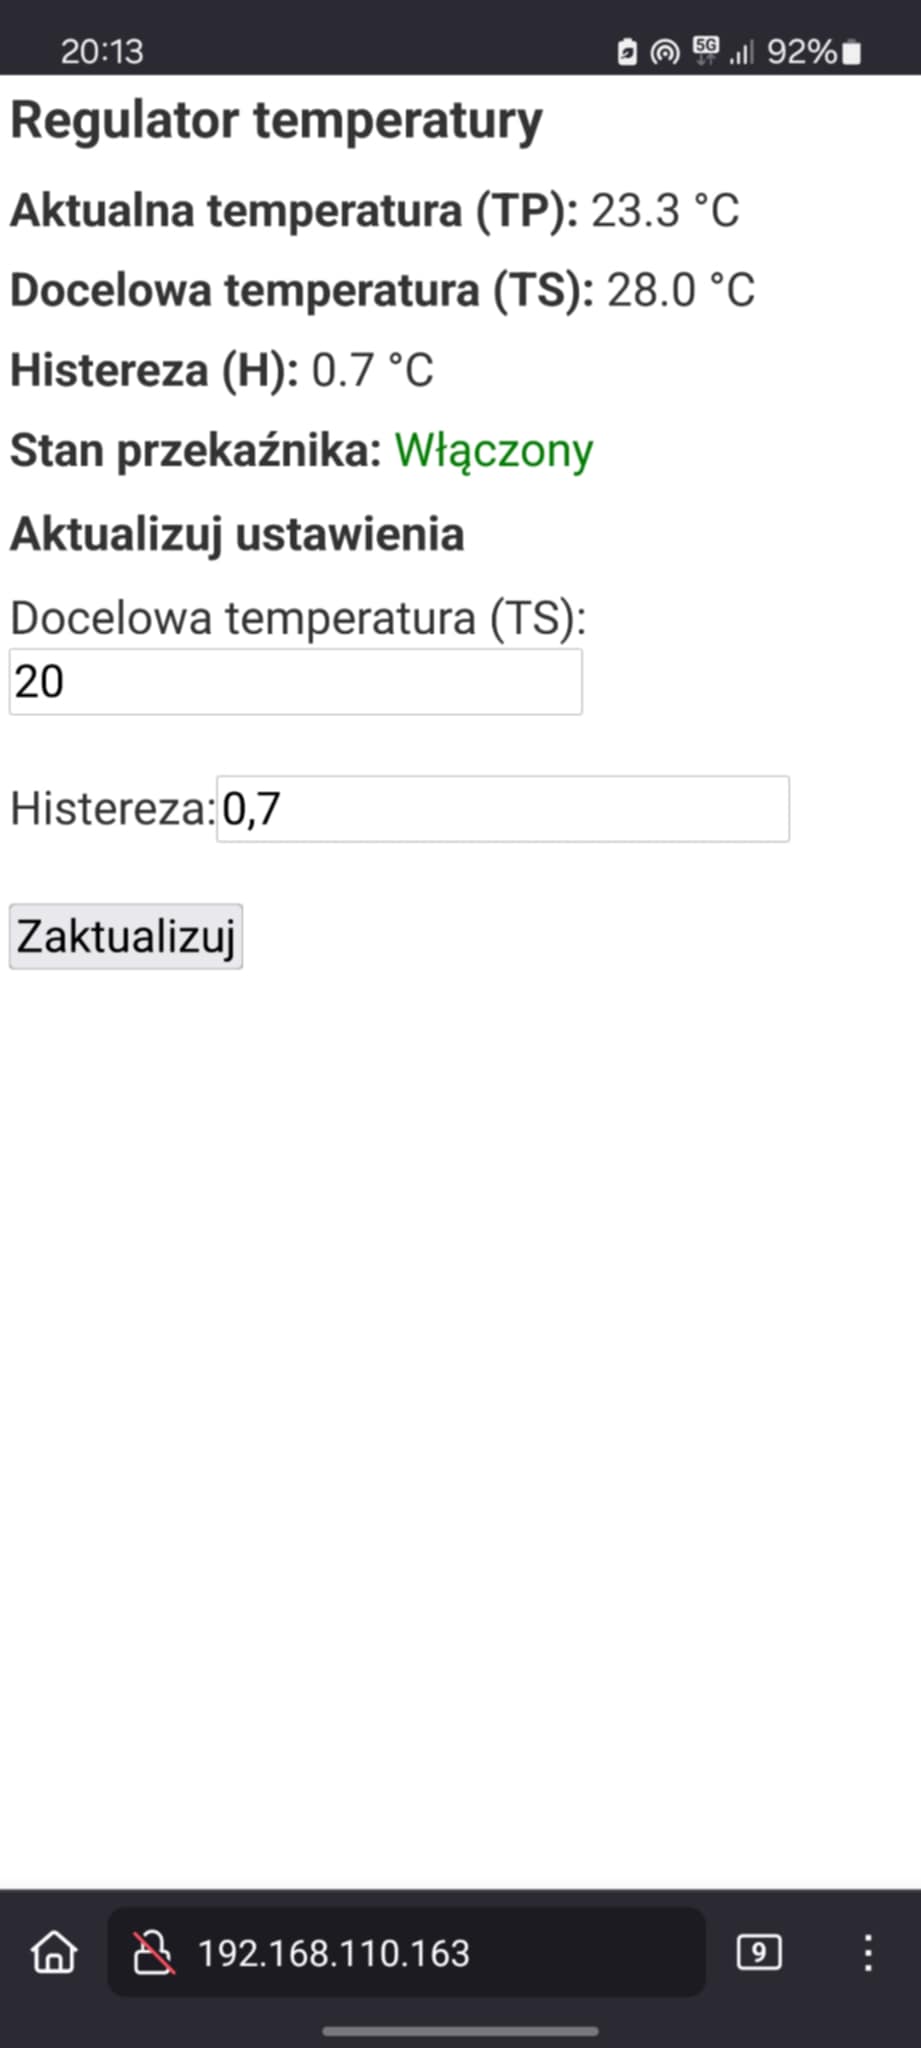 20:13 5G 92%
Regulator temperatury
Aktualna temperatura (TP): 23.3 °C
Docelowa temperatura (TS): 28.0 °C
Histereza (H): 0.7 °C
Stan przekaźnika: Włączony
Aktualizuj ustawienia
Docelowa temperatura (TS):
20
Histereza: 0,7
Zaktualizuj
192.168.110.163 9